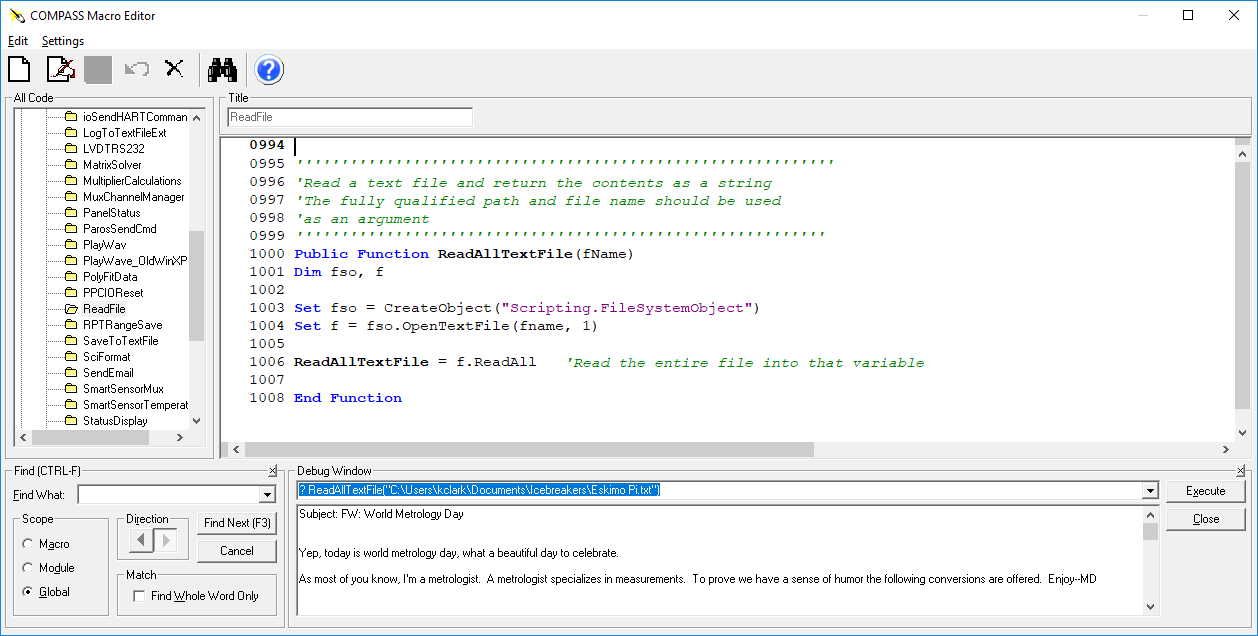 COMPASS Macro Editor
Edit Settings
All Code
ioSendHARTComman
LogToTextFileExt
LVDTRS232
MatrixSolver
MultiplierCalculations
MuxChannelManager
PanelStatus
ParosSendCmd
PlayWav
PlayWave_OldWinXP
PolyFitData
PPCIOReset
ReadFile
RPTRangeSave
SaveToTextFile
SciFormat
SendEmail
SmartSensorMux
SmartSensorTemperat
StatusDisplay
Title
ReadFile
0994
0995 ''''''''''''''''''''''''''''''''''''''''''''''''''''''''''''
0996 'Read a text file and return the contents as a string
0997 'The fully qualified path and file name should be used
0998 'as an argument
0999 '''''''''''''''''''''''''''''''''''''''''''''''''''''''''''
1000 Public Function ReadAllTextFile(fName)
1001 Dim fso, f
1002
1003 Set fso = CreateObject("Scripting.FileSystemObject")
1004 Set f = fso.OpenTextFile(fname, 1)
1005
1006 ReadAllTextFile = f.ReadAll 'Read the entire file into that variable
1007
1008 End Function
Find (CTRL-F)
Find What:
Scope
Macro
Module
Global
Direction
Find Next (F3)
Cancel
Match
Find Whole Word Only
Debug Window
? ReadAllTextFile("C:\Users\kclark\Documents\Icebreakers\Eskimo Pi.txt")
Execute
Close
Subject: FW: World Metrology Day
Yep, today is world metrology day, what a beautiful day to celebrate.
As most of you know, I'm a metrologist. A metrologist specializes in measurements. To prove we have a sense of humor the following conversions are offered. Enjoy--MD